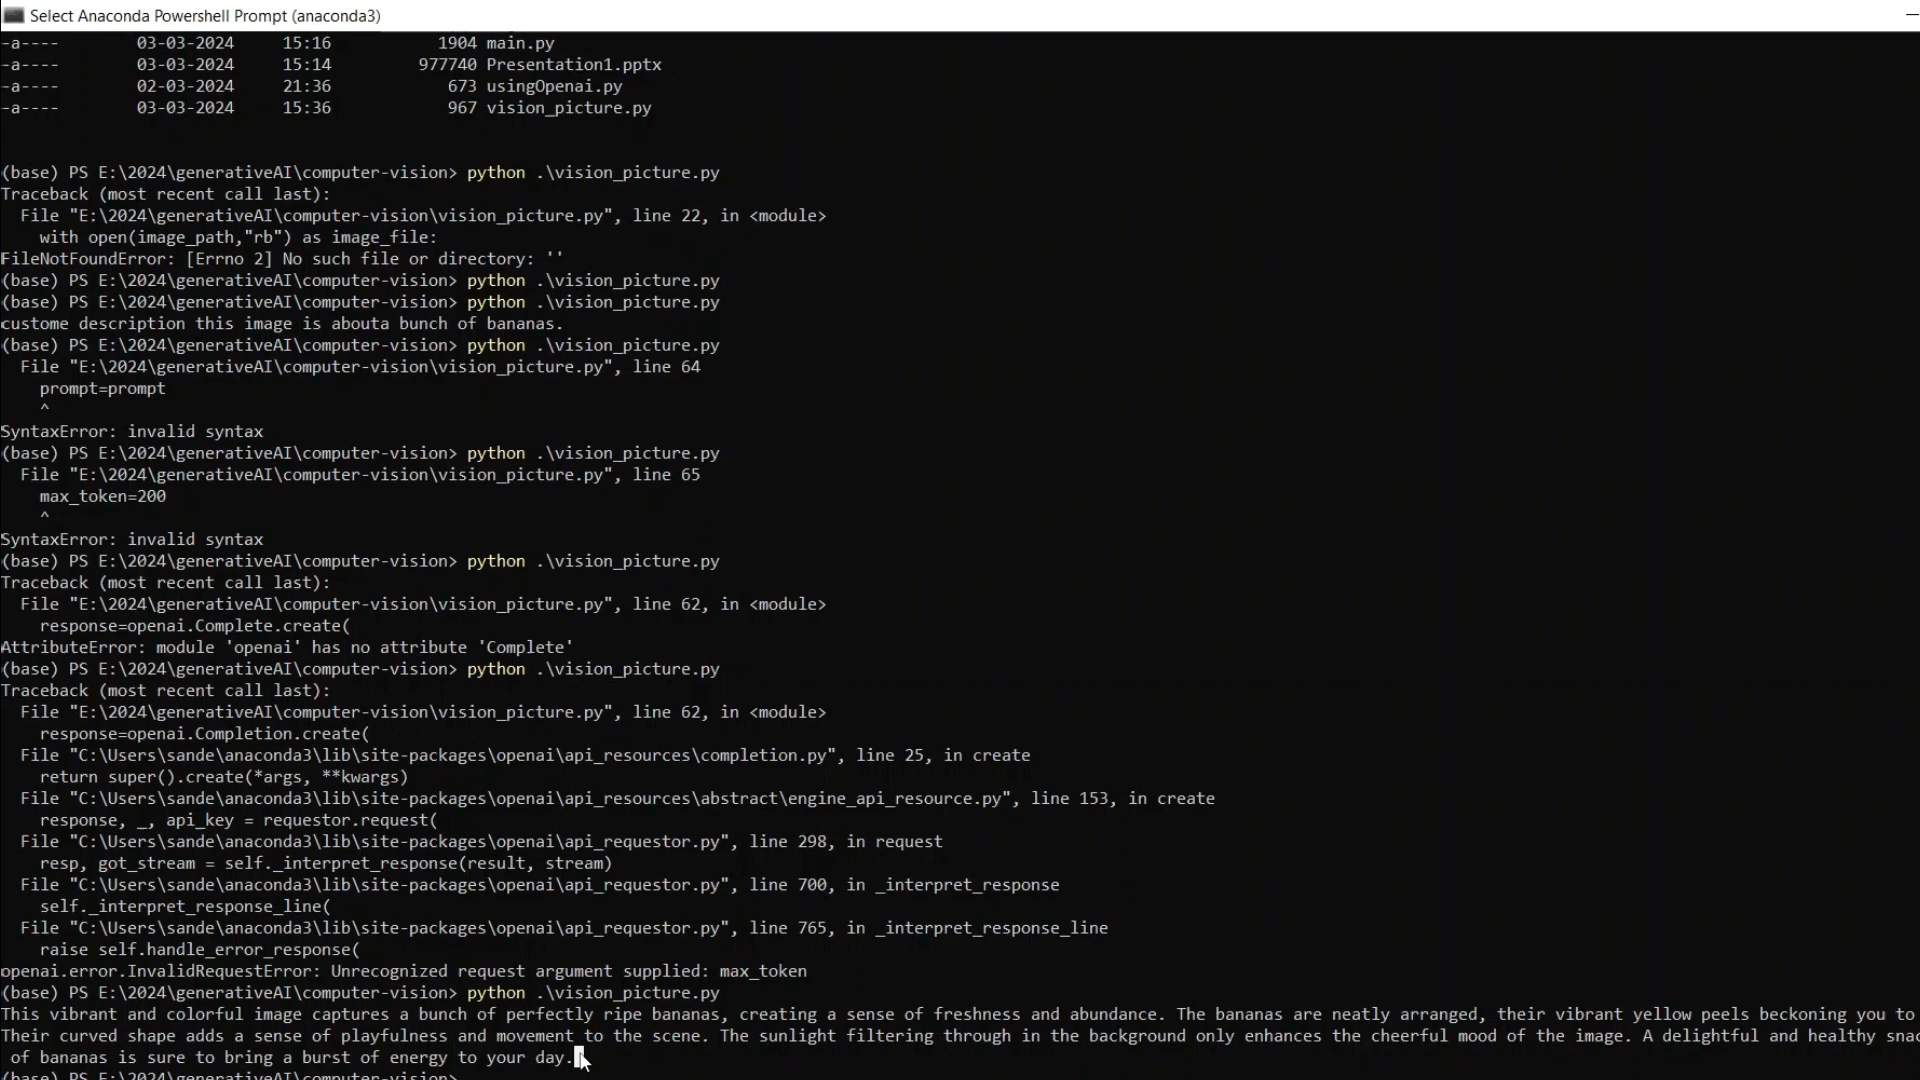 Select Anaconda Powershell Prompt (anaconda3)
-a---- 03-03-2024 15:16 1904 main.py
-a---- 03-03-2024 15:14 977740 Presentation1.pptx
-a---- 02-03-2024 21:36 673 usingOpenai.py
-a---- 03-03-2024 15:36 967 vision_picture.py
(base) PS E:\2024\generativeAI\computer-vision> python .\vision_picture.py
Traceback (most recent call last):
  File "E:\2024\generativeAI\computer-vision\vision_picture.py", line 22, in <module>
    with open(image_path,"rb") as image_file:
FileNotFoundError: [Errno 2] No such file or directory: ''
(base) PS E:\2024\generativeAI\computer-vision> python .\vision_picture.py
(base) PS E:\2024\generativeAI\computer-vision> python .\vision_picture.py
custome description this image is abouta bunch of bananas.
(base) PS E:\2024\generativeAI\computer-vision> python .\vision_picture.py
  File "E:\2024\generativeAI\computer-vision\vision_picture.py", line 64
    prompt=prompt
    ^
SyntaxError: invalid syntax
(base) PS E:\2024\generativeAI\computer-vision> python .\vision_picture.py
  File "E:\2024\generativeAI\computer-vision\vision_picture.py", line 65
    max_token=200
    ^
SyntaxError: invalid syntax
(base) PS E:\2024\generativeAI\computer-vision> python .\vision_picture.py
Traceback (most recent call last):
  File "E:\2024\generativeAI\computer-vision\vision_picture.py", line 62, in <module>
    response=openai.Complete.create(
AttributeError: module 'openai' has no attribute 'Complete'
(base) PS E:\2024\generativeAI\computer-vision> python .\vision_picture.py
Traceback (most recent call last):
  File "E:\2024\generativeAI\computer-vision\vision_picture.py", line 62, in <module>
    response=openai.Completion.create(
  File "C:\Users\sande\anaconda3\lib\site-packages\openai\api_resources\completion.py", line 25, in create
    return super().create(*args, **kwargs)
  File "C:\Users\sande\anaconda3\lib\site-packages\openai\api_resources\abstract\engine_api_resource.py", line 153, in create
    response, _, api_key = requestor.request(
  File "C:\Users\sande\anaconda3\lib\site-packages\openai\api_requestor.py", line 298, in request
    resp, got_stream = self._interpret_response(result, stream)
  File "C:\Users\sande\anaconda3\lib\site-packages\openai\api_requestor.py", line 700, in _interpret_response
    self._interpret_response_line(
  File "C:\Users\sande\anaconda3\lib\site-packages\openai\api_requestor.py", line 765, in _interpret_response_line
    raise self.handle_error_response(
openai.error.InvalidRequestError: Unrecognized request argument supplied: max_token
(base) PS E:\2024\generativeAI\computer-vision> python .\vision_picture.py
This vibrant and colorful image captures a bunch of perfectly ripe bananas, creating a sense of freshness and abundance. The bananas are neatly arranged, their vibrant yellow peels beckoning you to
Their curved shape adds a sense of playfulness and movement to the scene. The sunlight filtering through in the background only enhances the cheerful mood of the image. A delightful and healthy snac
 of bananas is sure to bring a burst of energy to your day.
(base) PS E:\2024\generativeAI\computer-vision>